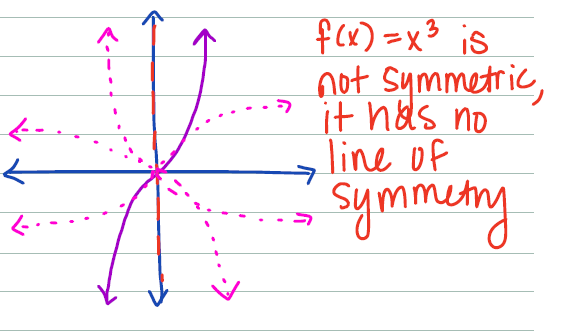 f(x) = x³ is
not symmetric,
it has no
line of
symmetry